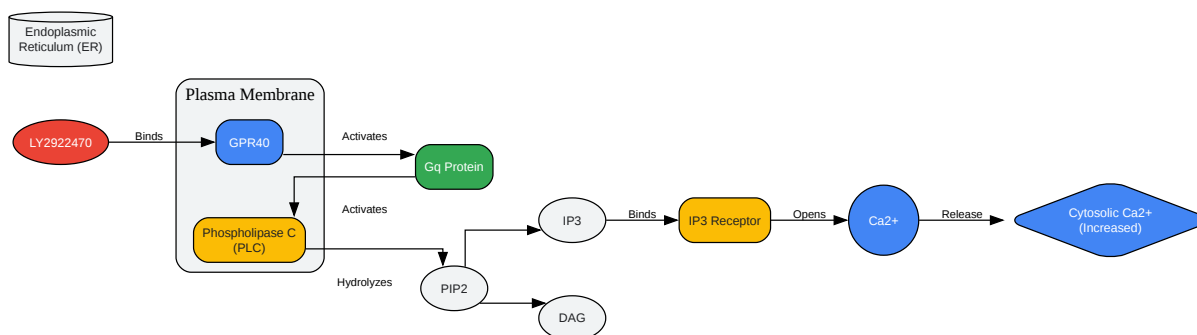 Endoplasmic
Reticulum (ER)
Plasma Membrane
LY2922470
Binds
GPR40
Activates
Gq Protein
Activates
Phospholipase C
(PLC)
Hydrolyzes
PIP2
IP3
DAG
Binds
IP3 Receptor
Opens
Ca2+
Release
Cytosolic Ca2+
(Increased)